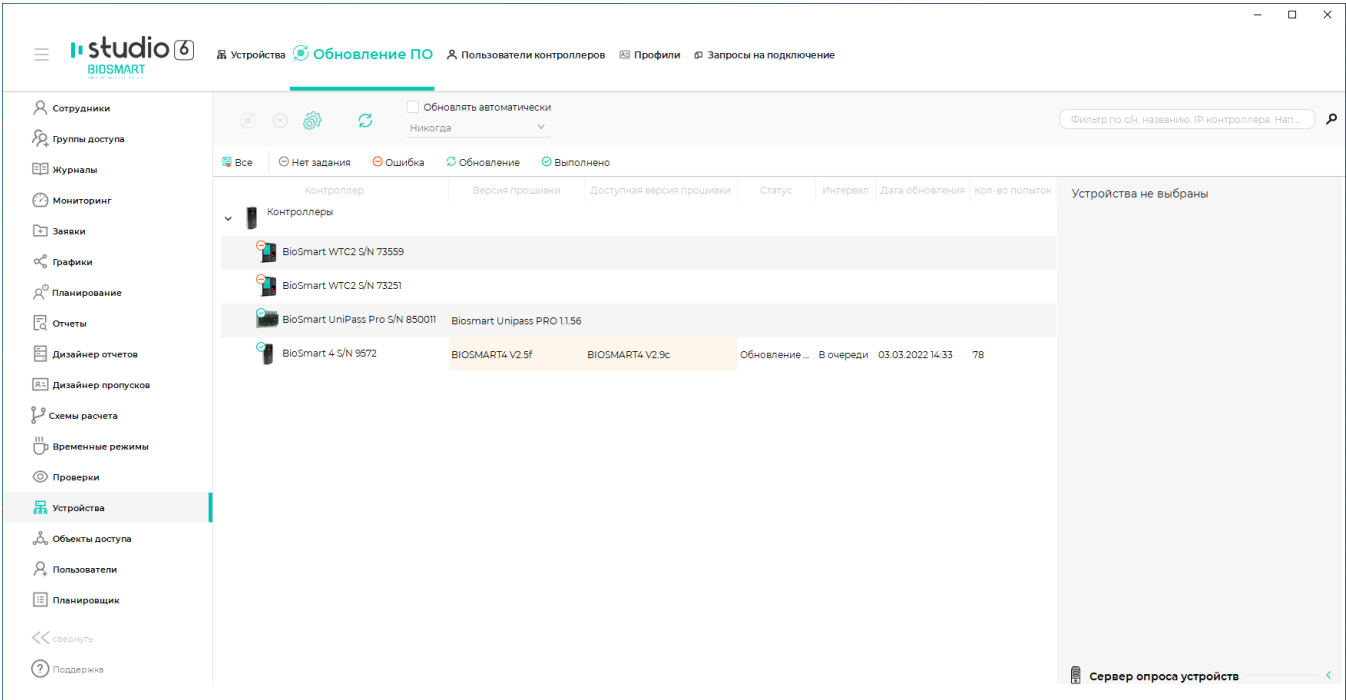 studio 6
BIOSMART
Устройства Обновление ПО Пользователи контроллеров Профили Запросы на подключение
Сотрудники
Группы доступа
Журналы
Мониторинг
Заявки
Графики
Планирование
Отчеты
Дизайнер отчетов
Дизайнер пропусков
Схемы расчета
Временные режимы
Проверки
Устройства
Объекты доступа
Пользователи
Планировщик
свернуть
Поддержка
Обновлять автоматически
Никогда
Фильтр по с/н, названию, IP контроллера. Нап...
Все Нет задания Ошибка Обновление Выполнено
Контроллер Версия прошивки Доступная версия прошивки Статус Интервал Дата обновления Кол-во попыток
Контроллеры
BioSmart WTC2 S/N 73559
BioSmart WTC2 S/N 73251
BioSmart UniPass Pro S/N 850011 Biosmart Unipass PRO 1.1.56
BioSmart 4 S/N 9572 BIOSMART4 V2.5f BIOSMART4 V2.9c Обновление ... В очереди 03.03.2022 14:33 78
Устройства не выбраны
Сервер опроса устройств